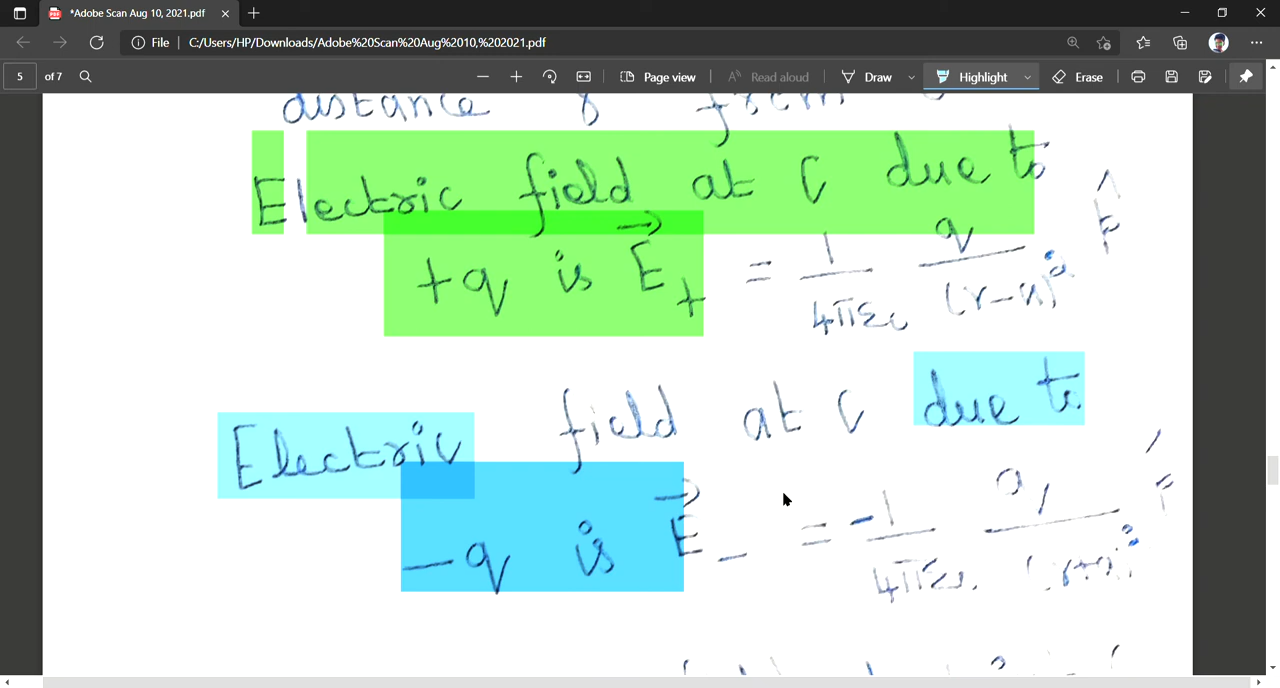 *Adobe Scan Aug 10, 2021.pdf
File | C:/Users/HP/Downloads/Adobe%20Scan%20Aug%2010,%202021.pdf
5 of 7 Page view Read aloud Draw Highlight Erase
distance from
Electric field at C due to
+q is E⃗₊ = 1/4πε₀ q/(r-a)² r̂
Electric field at C due to
-q is E⃗₋ = -1/4πε₀ q/(r+a)² r̂